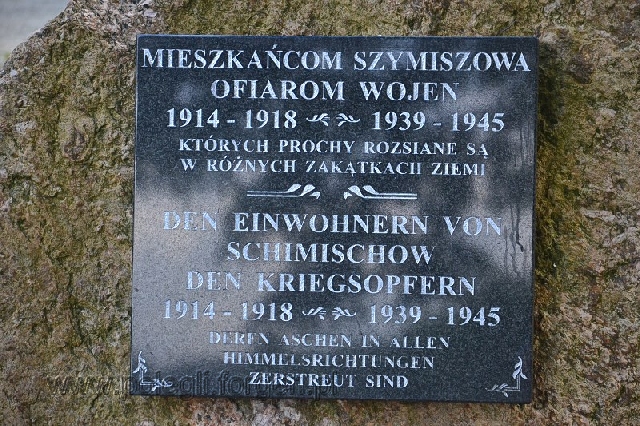 MIESZKAŃCOM SZYMISZOWA
OFIAROM WOJEN
1914 - 1918 1939 - 1945
KTÓRYCH PROCHY ROZSIANE SĄ
W RÓŻNYCH ZAKĄTKACH ZIEMI
DEN EINWOHNERN VON
SCHIMISCHOW
DEN KRIEGSOPFERN
1914 - 1918 1939 - 1945
DEREN ASCHEN IN ALLEN
HIMMELSRICHTUNGEN
ZERSTREUT SIND